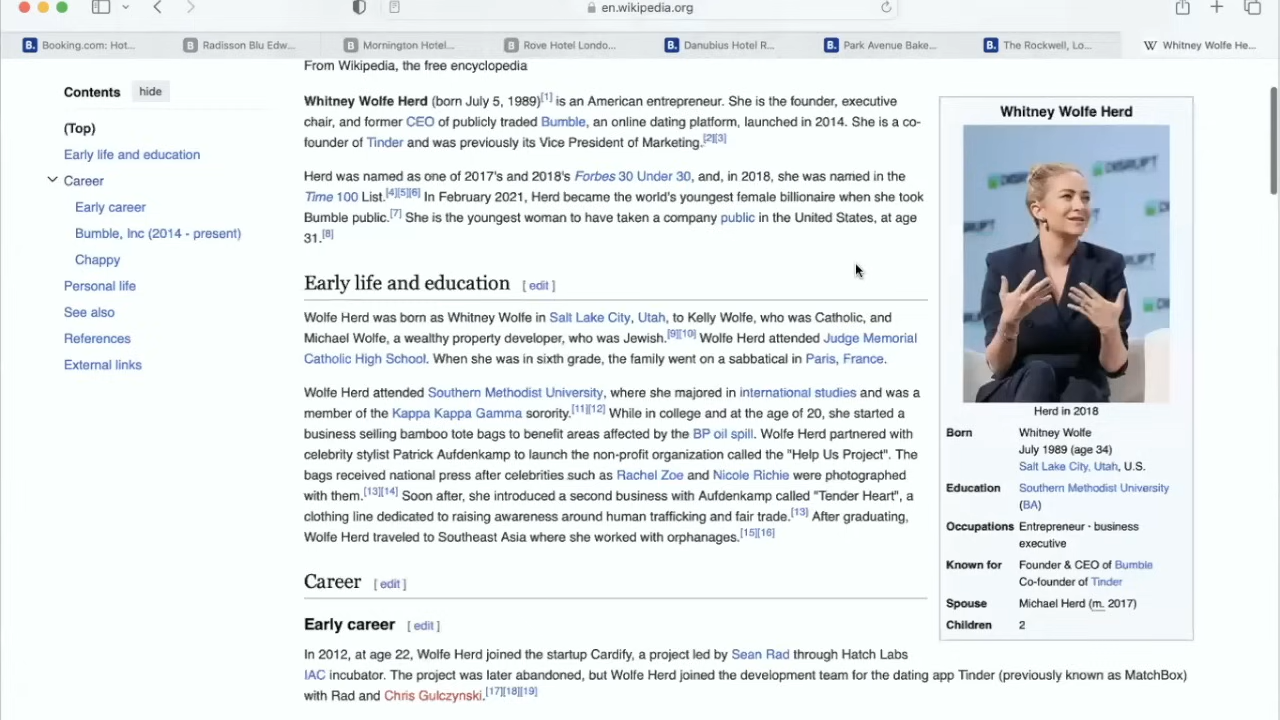 en.wikipedia.org
Booking.com: Hot...
Radisson Blu Edw...
Mornington Hotel...
Rove Hotel Londo...
Danubius Hotel R...
Park Avenue Bake...
The Rockwell, Lo...
Whitney Wolfe He...
Contents hide
(Top)
Early life and education
Career
Early career
Bumble, Inc (2014 - present)
Chappy
Personal life
See also
References
External links
From Wikipedia, the free encyclopedia
Whitney Wolfe Herd (born July 5, 1989)[1] is an American entrepreneur. She is the founder, executive
chair, and former CEO of publicly traded Bumble, an online dating platform, launched in 2014. She is a co-
founder of Tinder and was previously its Vice President of Marketing.[2][3]
Herd was named as one of 2017's and 2018's Forbes 30 Under 30, and, in 2018, she was named in the
Time 100 List.[4][5][6] In February 2021, Herd became the world's youngest female billionaire when she took
Bumble public.[7] She is the youngest woman to have taken a company public in the United States, at age
31.[8]
Early life and education [ edit ]
Wolfe Herd was born as Whitney Wolfe in Salt Lake City, Utah, to Kelly Wolfe, who was Catholic, and
Michael Wolfe, a wealthy property developer, who was Jewish.[9][10] Wolfe Herd attended Judge Memorial
Catholic High School. When she was in sixth grade, the family went on a sabbatical in Paris, France.
Wolfe Herd attended Southern Methodist University, where she majored in international studies and was a
member of the Kappa Kappa Gamma sorority.[11][12] While in college and at the age of 20, she started a
business selling bamboo tote bags to benefit areas affected by the BP oil spill. Wolfe Herd partnered with
celebrity stylist Patrick Aufdenkamp to launch the non-profit organization called the "Help Us Project". The
bags received national press after celebrities such as Rachel Zoe and Nicole Richie were photographed
with them.[13][14] Soon after, she introduced a second business with Aufdenkamp called "Tender Heart", a
clothing line dedicated to raising awareness around human trafficking and fair trade.[13] After graduating,
Wolfe Herd traveled to Southeast Asia where she worked with orphanages.[15][16]
Career [ edit ]
Early career [ edit ]
In 2012, at age 22, Wolfe Herd joined the startup Cardify, a project led by Sean Rad through Hatch Labs
IAC incubator. The project was later abandoned, but Wolfe Herd joined the development team for the dating app Tinder (previously known as MatchBox)
with Rad and Chris Gulczynski.[17][18][19]
Whitney Wolfe Herd
DISRUPT
Herd in 2018
Born Whitney Wolfe
July 1989 (age 34)
Salt Lake City, Utah, U.S.
Education Southern Methodist University
(BA)
Occupations Entrepreneur · business
executive
Known for Founder & CEO of Bumble
Co-founder of Tinder
Spouse Michael Herd (m. 2017)
Children 2